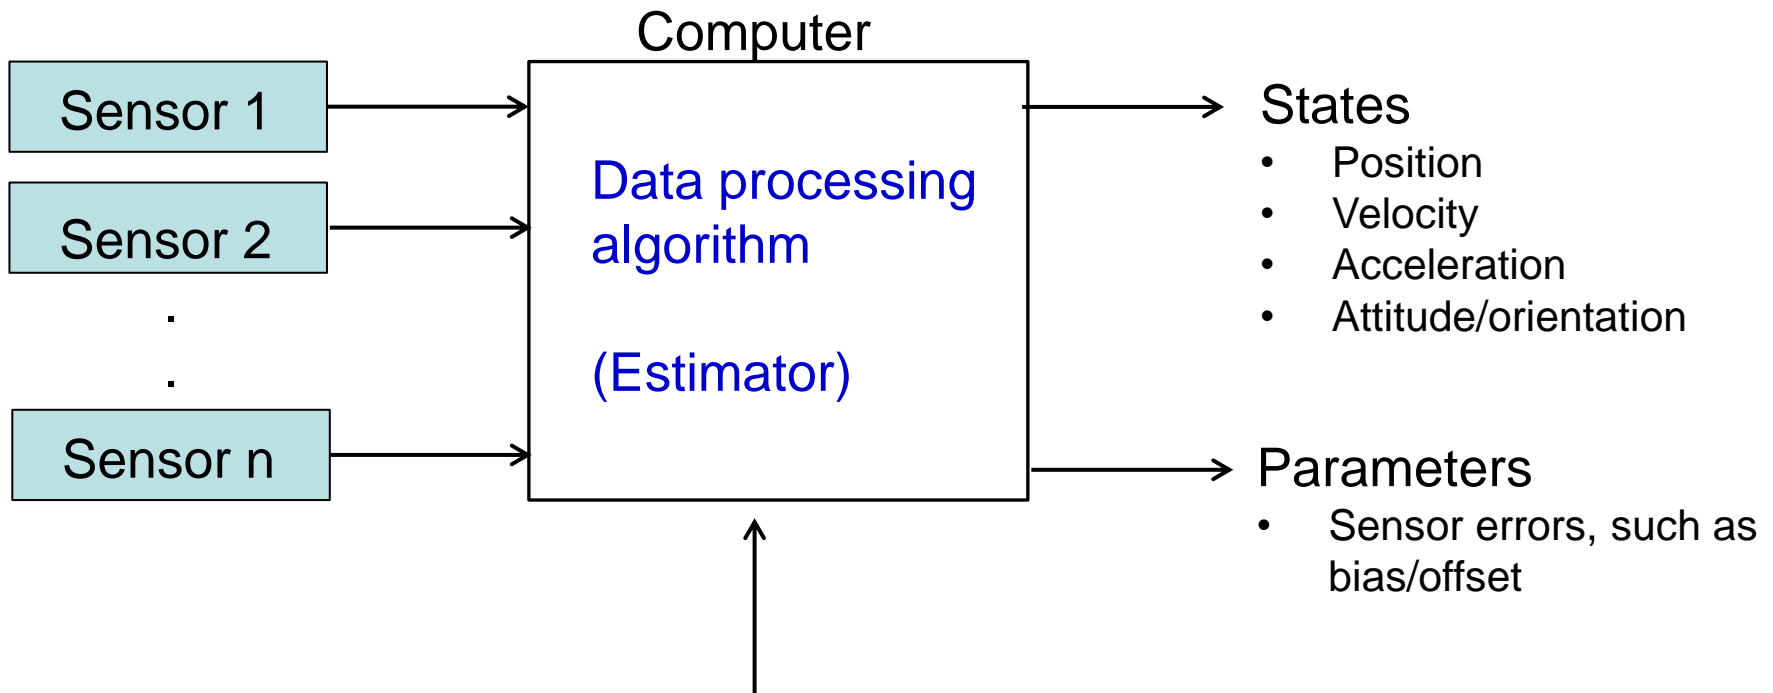 Computer
Sensor 1
Sensor 2
.
.
Sensor n
Data processing
algorithm
(Estimator)
States
• Position
• Velocity
• Acceleration
• Attitude/orientation
Parameters
• Sensor errors, such as
bias/offset